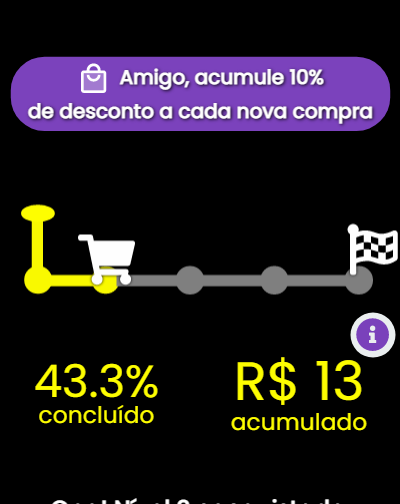 Amigo, acumule 10%
de desconto a cada nova compra
i
43.3%
R$ 13
concluído
acumulado